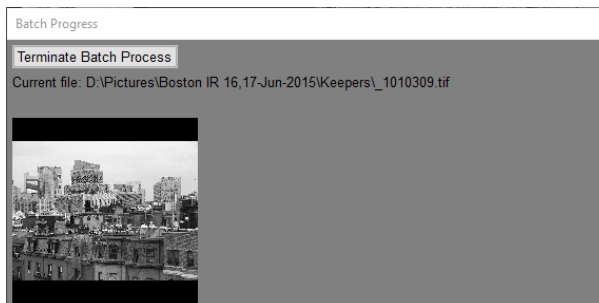 Batch Progress
Terminate Batch Process
Current file: D:\Pictures\Boston IR 16,17-Jun-2015\Keepers\_1010309.tif